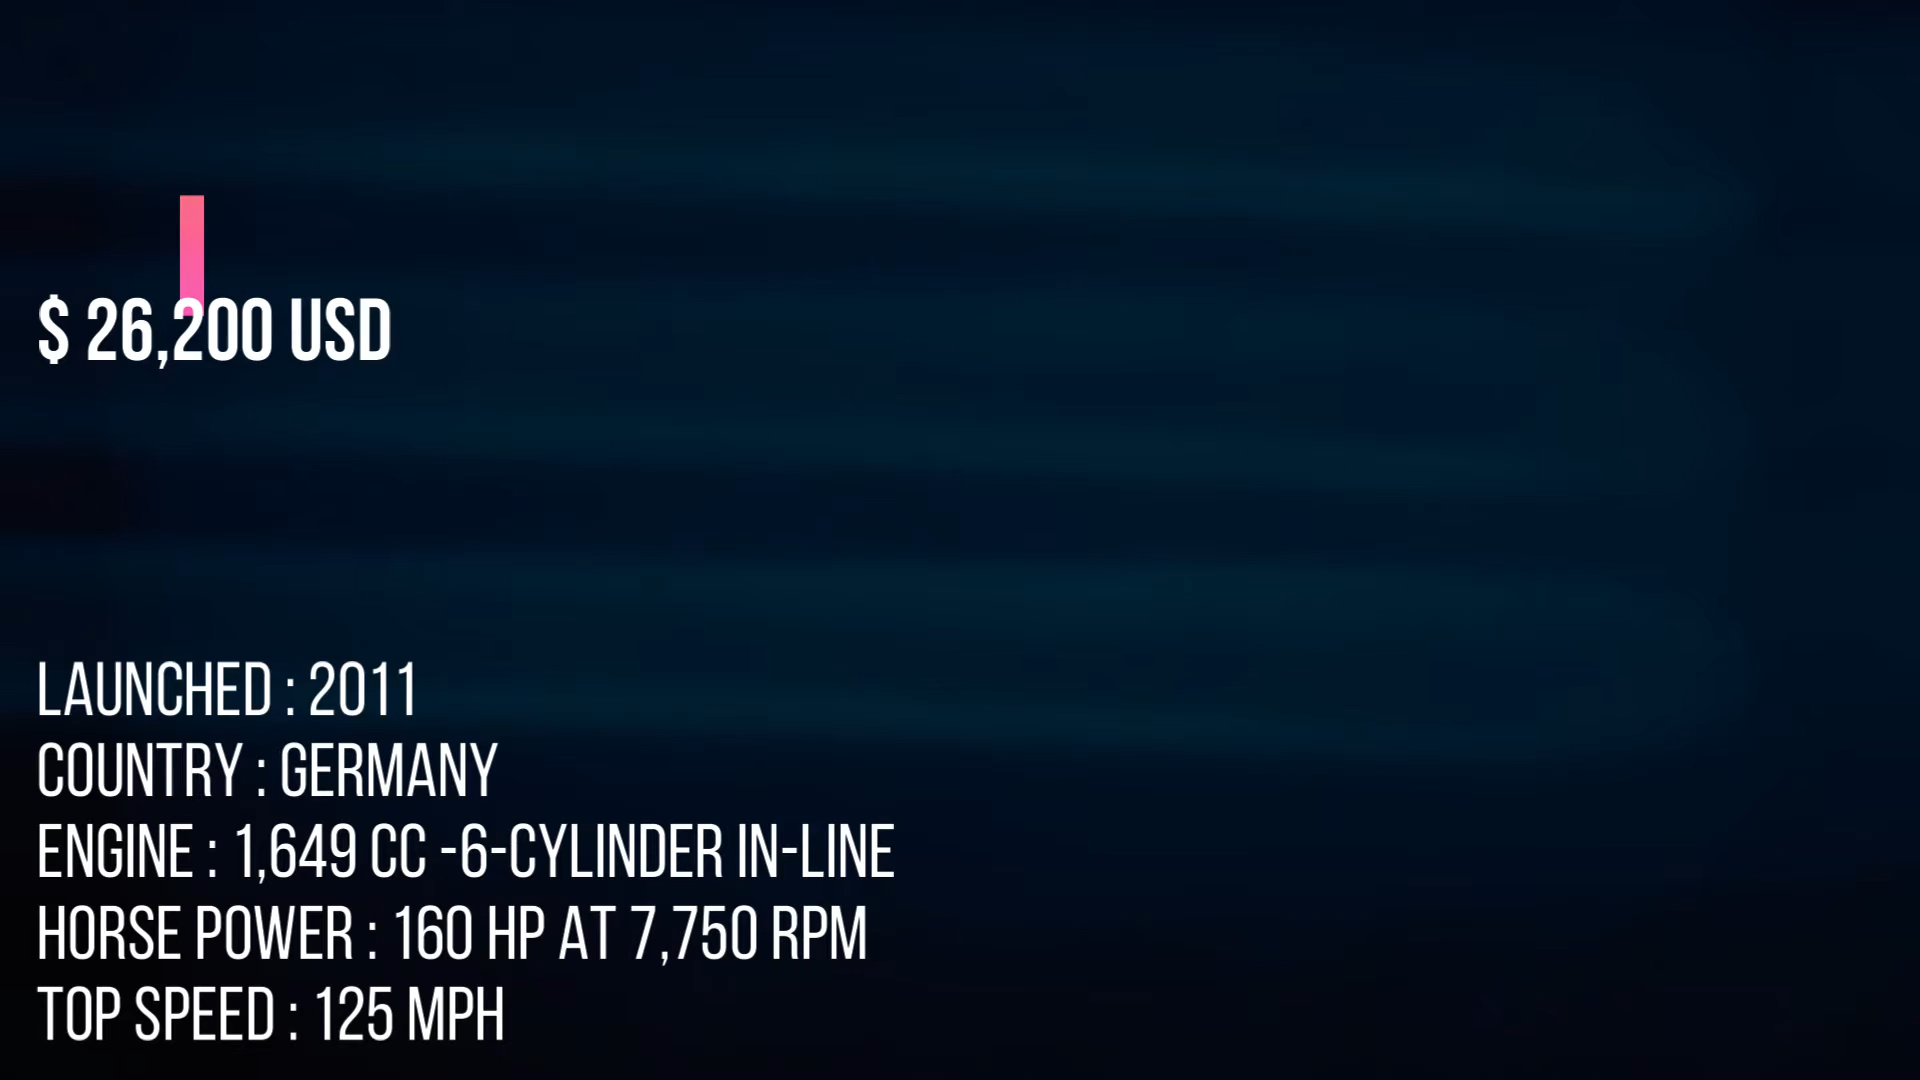 $ 26,200 USD
LAUNCHED : 2011
COUNTRY : GERMANY
ENGINE : 1,649 CC -6-CYLINDER IN-LINE
HORSE POWER : 160 HP AT 7,750 RPM
TOP SPEED : 125 MPH